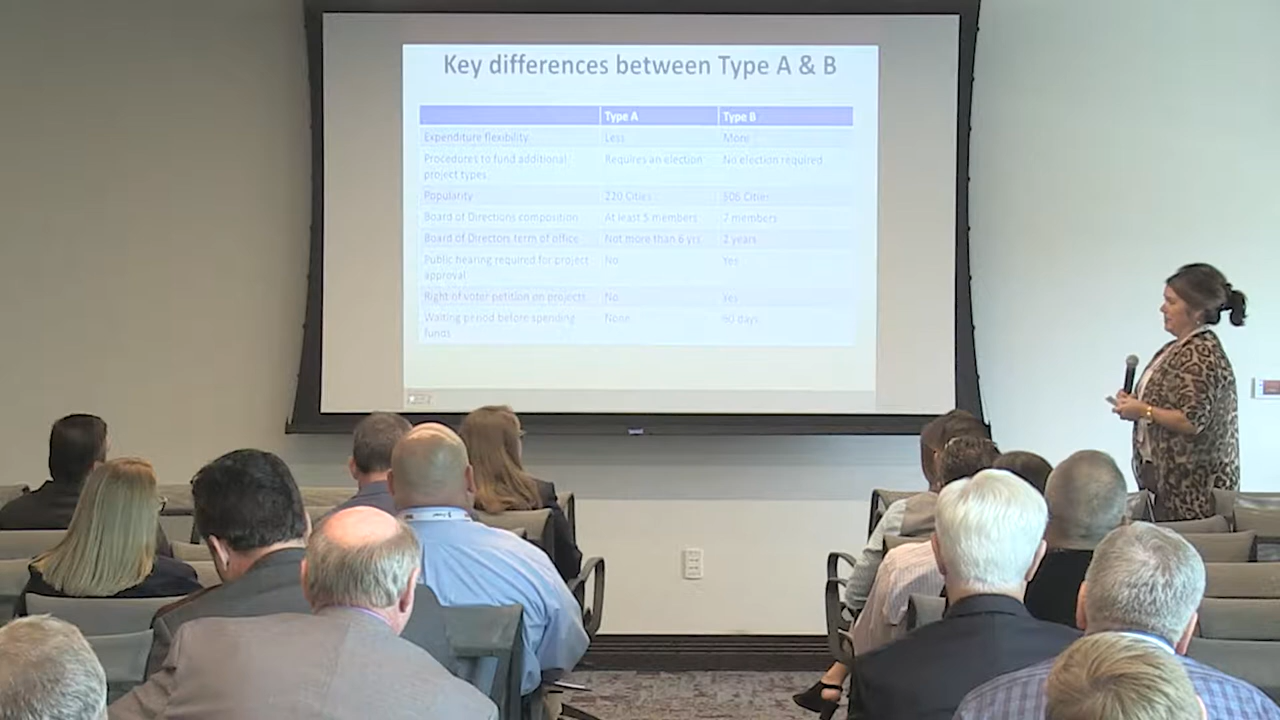 Key differences between Type A & B
Type A Type B
Expenditure flexibility Less More
Procedures to fund additional Requires an election No election required
project types
Popularity 220 Cities 506 Cities
Board of Directions composition At least 5 members 7 members
Board of Directors term of office Not more than 6 yrs 2 years
Public hearing required for project No Yes
approval
Right of voter petition on projects No Yes
Waiting period before spending None 60 days
funds